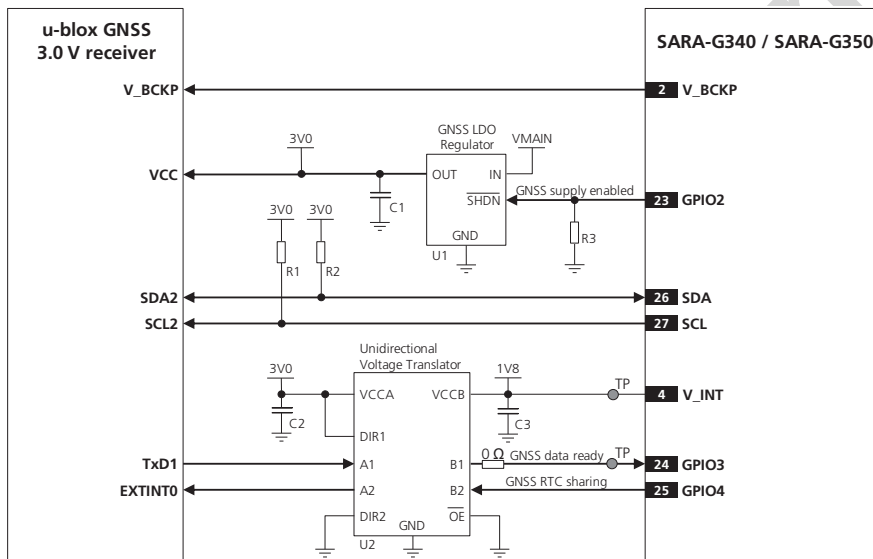 u-blox GNSS
3.0 V receiver
SARA-G340 / SARA-G350
V_BCKP
2
V_BCKP
GNSS LDO
Regulator
VMAIN
3V0
VCC
OUT
IN
C1
SHDN
GNSS supply enabled
23
GPIO2
GND
U1
R3
3V0
3V0
R1
R2
SDA2
26
SDA
SCL2
27
SCL
Unidirectional
Voltage Translator
3V0
1V8
TP
VCCA
VCCB
4
V_INT
C2
C3
DIR1
TxD1
A1
B1
0 Ω
GNSS data ready
TP
24
GPIO3
EXTINT0
A2
B2
GNSS RTC sharing
25
GPIO4
DIR2
OE
GND
U2